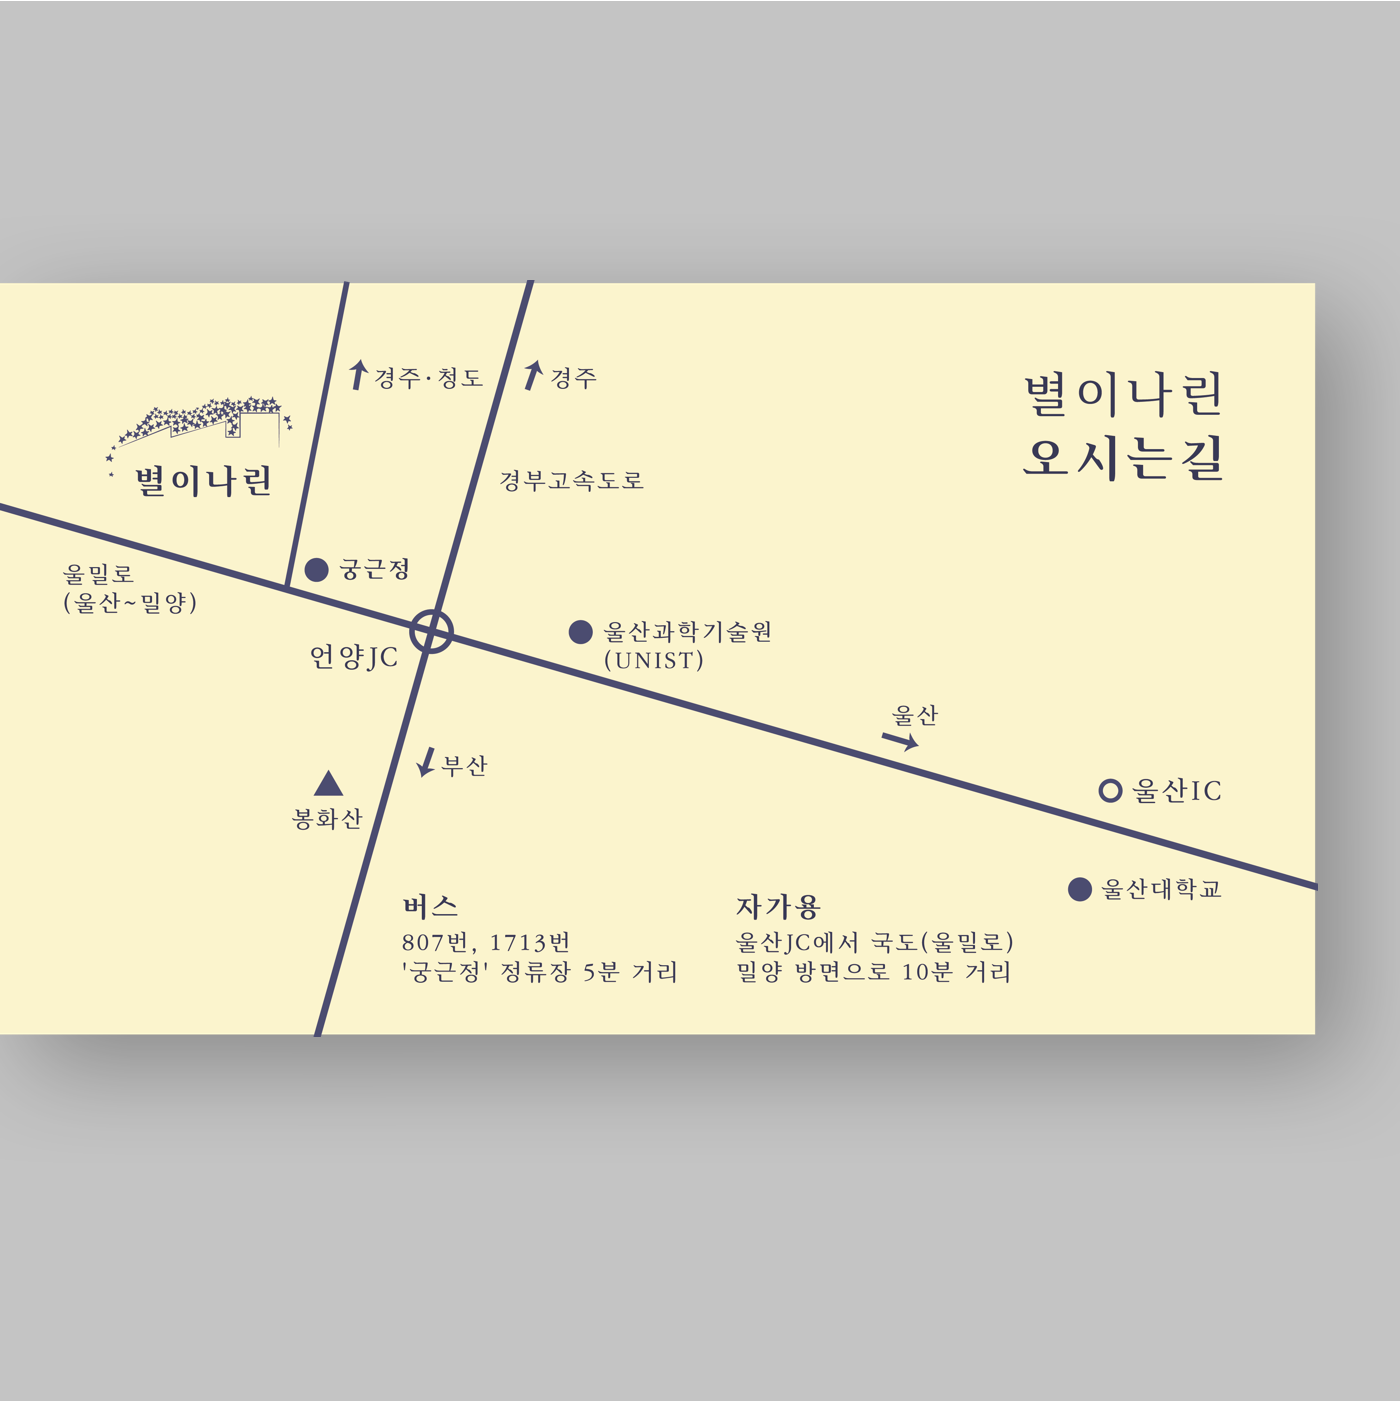 별이나린
오시는길
경주·청도
경주
별이나린
경부고속도로
울밀로
(울산~밀양)
궁근정
언양JC
울산과학기술원
(UNIST)
울산
부산
봉화산
울산IC
울산대학교
버스
807번, 1713번
'궁근정' 정류장 5분 거리
자가용
울산JC에서 국도(울밀로)
밀양 방면으로 10분 거리